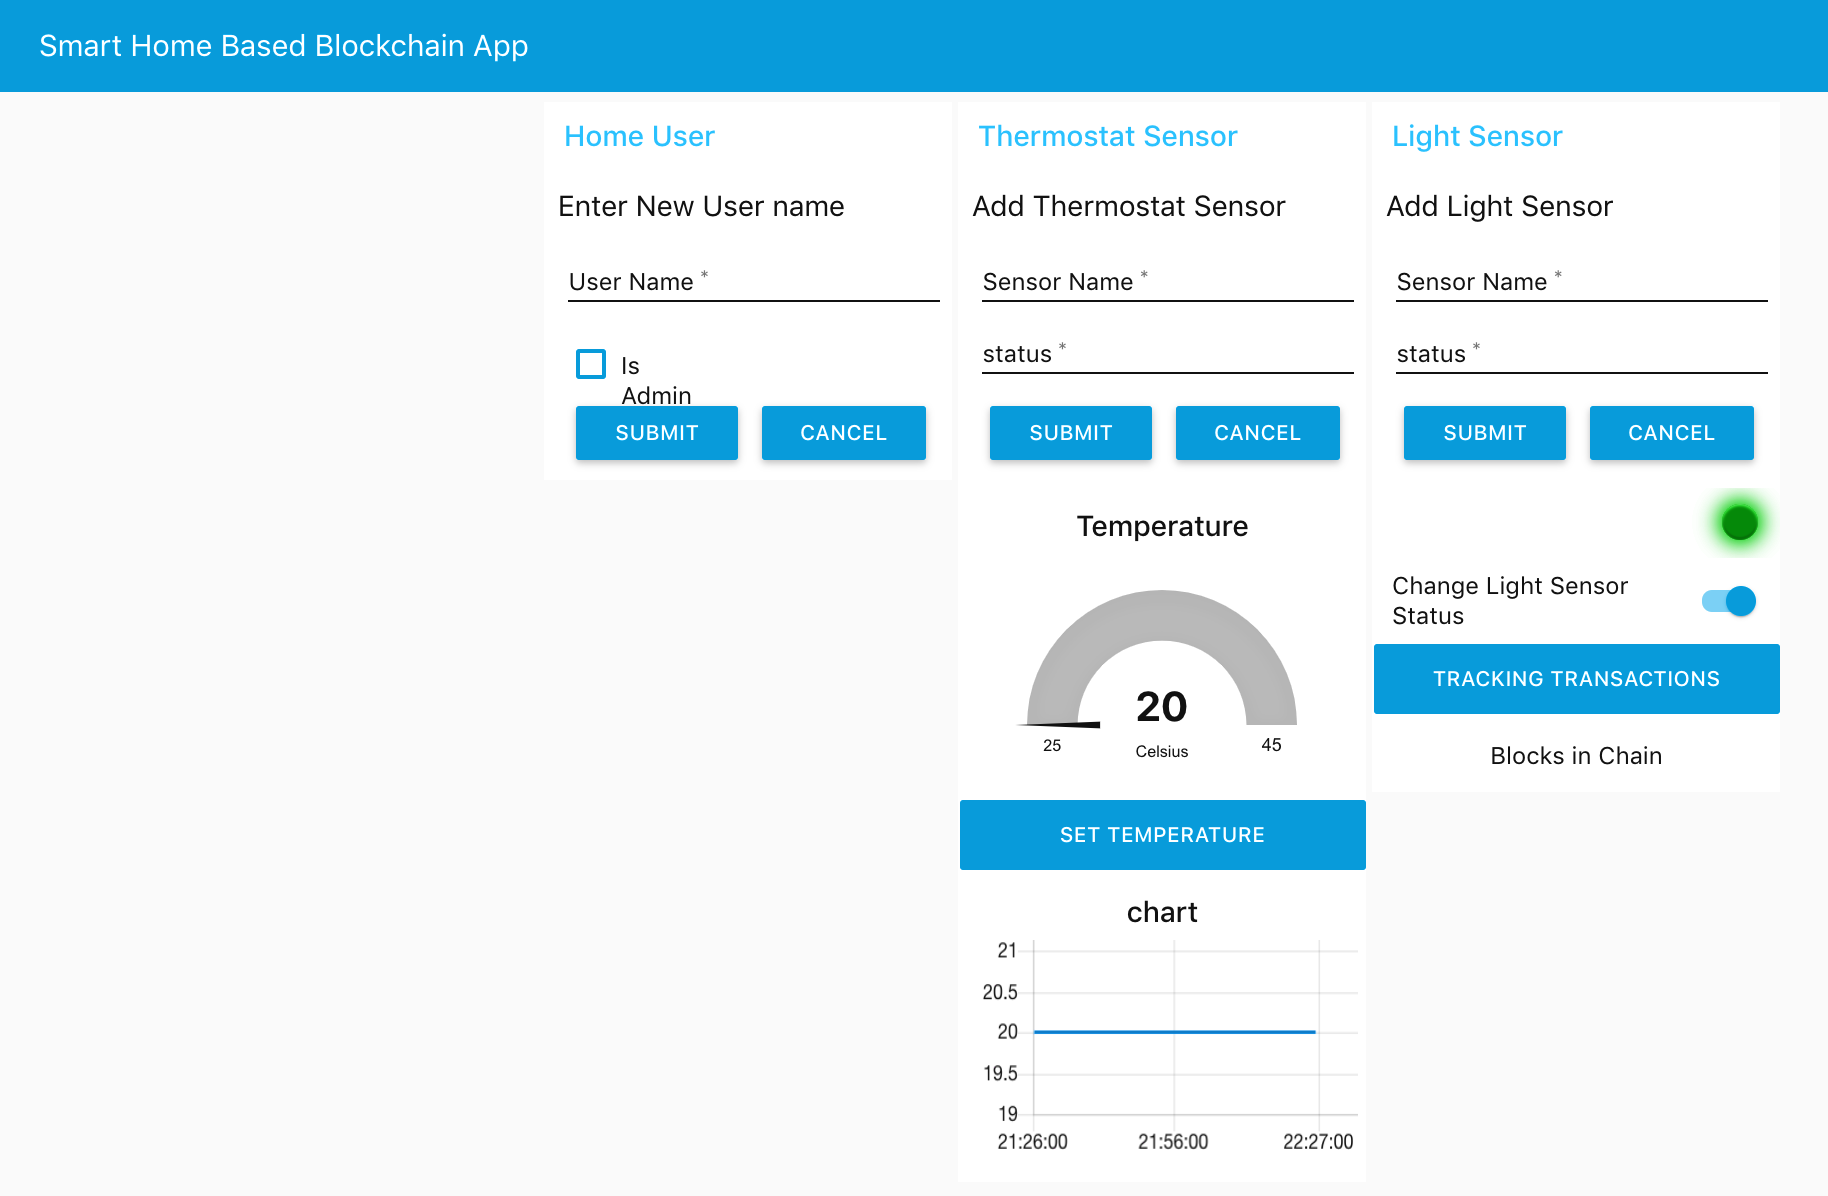 Smart Home Based Blockchain App
Home User
Enter New User name
User Name *
Is
Admin
SUBMIT
CANCEL
Thermostat Sensor
Add Thermostat Sensor
Sensor Name *
status *
SUBMIT
CANCEL
Temperature
20
25
Celsius
45
SET TEMPERATURE
chart
21
20.5
20
19.5
19
21:26:00
21:56:00
22:27:00
Light Sensor
Add Light Sensor
Sensor Name *
status *
SUBMIT
CANCEL
Change Light Sensor
Status
TRACKING TRANSACTIONS
Blocks in Chain